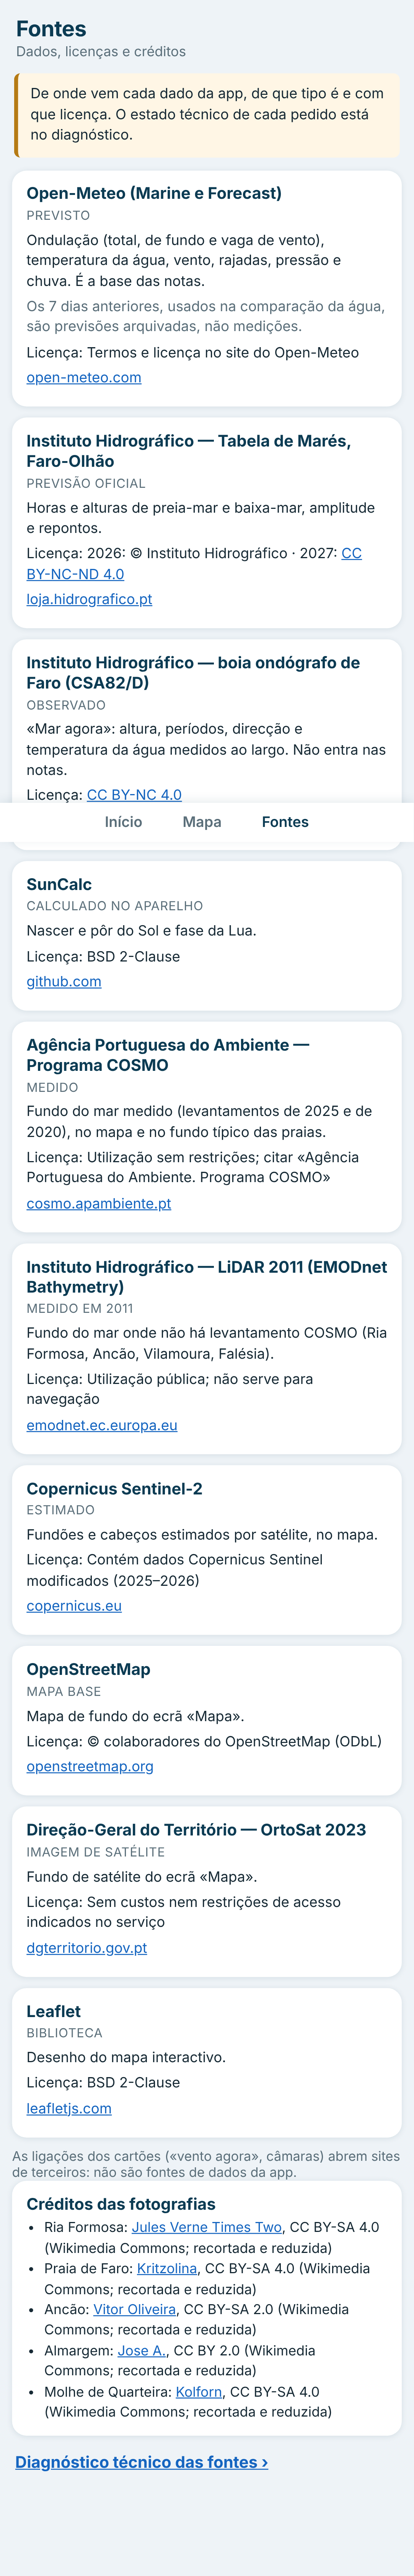 Fontes
Dados, licenças e créditos
De onde vem cada dado da app, de que tipo é e com
que licença. O estado técnico de cada pedido está
no diagnóstico.
Open-Meteo (Marine e Forecast)
PREVISTO
Ondulação (total, de fundo e vaga de vento),
temperatura da água, vento, rajadas, pressão e
chuva. É a base das notas.
Os 7 dias anteriores, usados na comparação da água,
são previsões arquivadas, não medições.
Licença: Termos e licença no site do Open-Meteo
open-meteo.com
Instituto Hidrográfico — Tabela de Marés,
Faro-Olhão
PREVISÃO OFICIAL
Horas e alturas de preia-mar e baixa-mar, amplitude
e repontos.
Licença: 2026: © Instituto Hidrográfico · 2027: CC
BY-NC-ND 4.0
loja.hidrografico.pt
Instituto Hidrográfico — boia ondógrafo de
Faro (CSA82/D)
OBSERVADO
«Mar agora»: altura, períodos, direcção e
temperatura da água medidos ao largo. Não entra nas
notas.
Licença: CC BY-NC 4.0
Início Mapa Fontes
SunCalc
CALCULADO NO APARELHO
Nascer e pôr do Sol e fase da Lua.
Licença: BSD 2-Clause
github.com
Agência Portuguesa do Ambiente —
Programa COSMO
MEDIDO
Fundo do mar medido (levantamentos de 2025 e de
2020), no mapa e no fundo típico das praias.
Licença: Utilização sem restrições; citar «Agência
Portuguesa do Ambiente. Programa COSMO»
cosmo.apambiente.pt
Instituto Hidrográfico — LiDAR 2011 (EMODnet
Bathymetry)
MEDIDO EM 2011
Fundo do mar onde não há levantamento COSMO (Ria
Formosa, Ancão, Vilamoura, Falésia).
Licença: Utilização pública; não serve para
navegação
emodnet.ec.europa.eu
Copernicus Sentinel-2
ESTIMADO
Fundões e cabeços estimados por satélite, no mapa.
Licença: Contém dados Copernicus Sentinel
modificados (2025–2026)
copernicus.eu
OpenStreetMap
MAPA BASE
Mapa de fundo do ecrã «Mapa».
Licença: © colaboradores do OpenStreetMap (ODbL)
openstreetmap.org
Direção-Geral do Território — OrtoSat 2023
IMAGEM DE SATÉLITE
Fundo de satélite do ecrã «Mapa».
Licença: Sem custos nem restrições de acesso
indicados no serviço
dgterritorio.gov.pt
Leaflet
BIBLIOTECA
Desenho do mapa interactivo.
Licença: BSD 2-Clause
leafletjs.com
As ligações dos cartões («vento agora», câmaras) abrem sites
de terceiros: não são fontes de dados da app.
Créditos das fotografias
• Ria Formosa: Jules Verne Times Two, CC BY-SA 4.0
(Wikimedia Commons; recortada e reduzida)
• Praia de Faro: Kritzolina, CC BY-SA 4.0 (Wikimedia
Commons; recortada e reduzida)
• Ancão: Vitor Oliveira, CC BY-SA 2.0 (Wikimedia
Commons; recortada e reduzida)
• Almargem: Jose A., CC BY 2.0 (Wikimedia
Commons; recortada e reduzida)
• Molhe de Quarteira: Kolforn, CC BY-SA 4.0
(Wikimedia Commons; recortada e reduzida)
Diagnóstico técnico das fontes ›